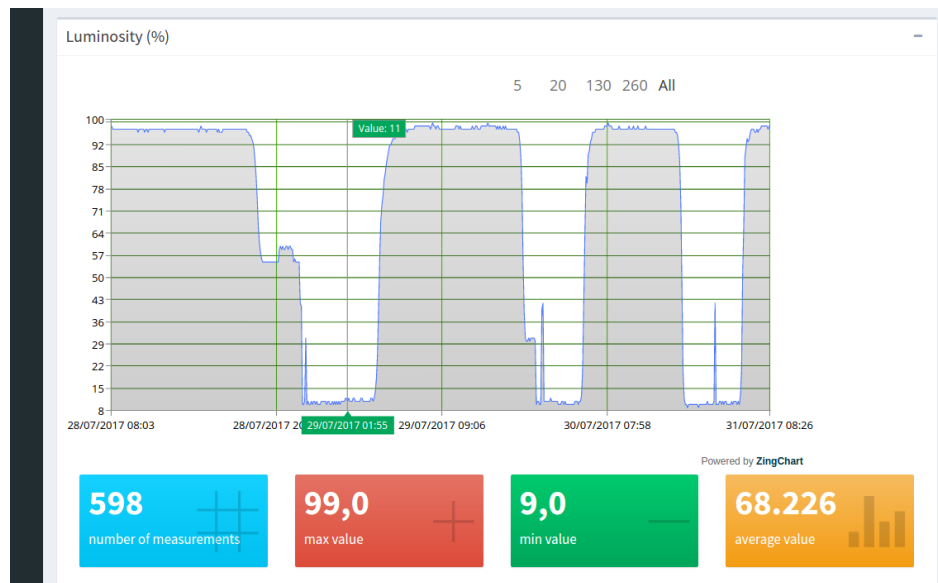 Luminosity (%)
5 20 130 260 All
Value: 11
100
92
85
78
71
64
57
50
43
36
29
22
15
8
28/07/2017 08:03 28/07/2017 20 29/07/2017 01:55 29/07/2017 09:06 30/07/2017 07:58 31/07/2017 08:26
Powered by ZingChart
598 99,0 9,0 68.226
number of measurements max value min value average value